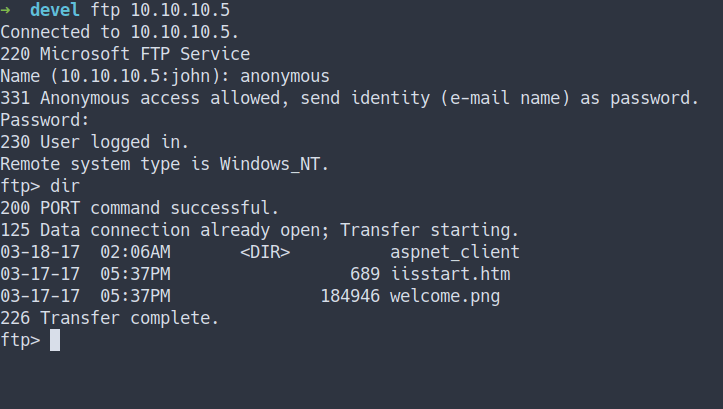 → devel ftp 10.10.10.5
Connected to 10.10.10.5.
220 Microsoft FTP Service
Name (10.10.10.5:john): anonymous
331 Anonymous access allowed, send identity (e-mail name) as password.
Password:
230 User logged in.
Remote system type is Windows_NT.
ftp> dir
200 PORT command successful.
125 Data connection already open; Transfer starting.
03-18-17  02:06AM       <DIR>          aspnet_client
03-17-17  05:37PM                  689 iisstart.htm
03-17-17  05:37PM               184946 welcome.png
226 Transfer complete.
ftp>